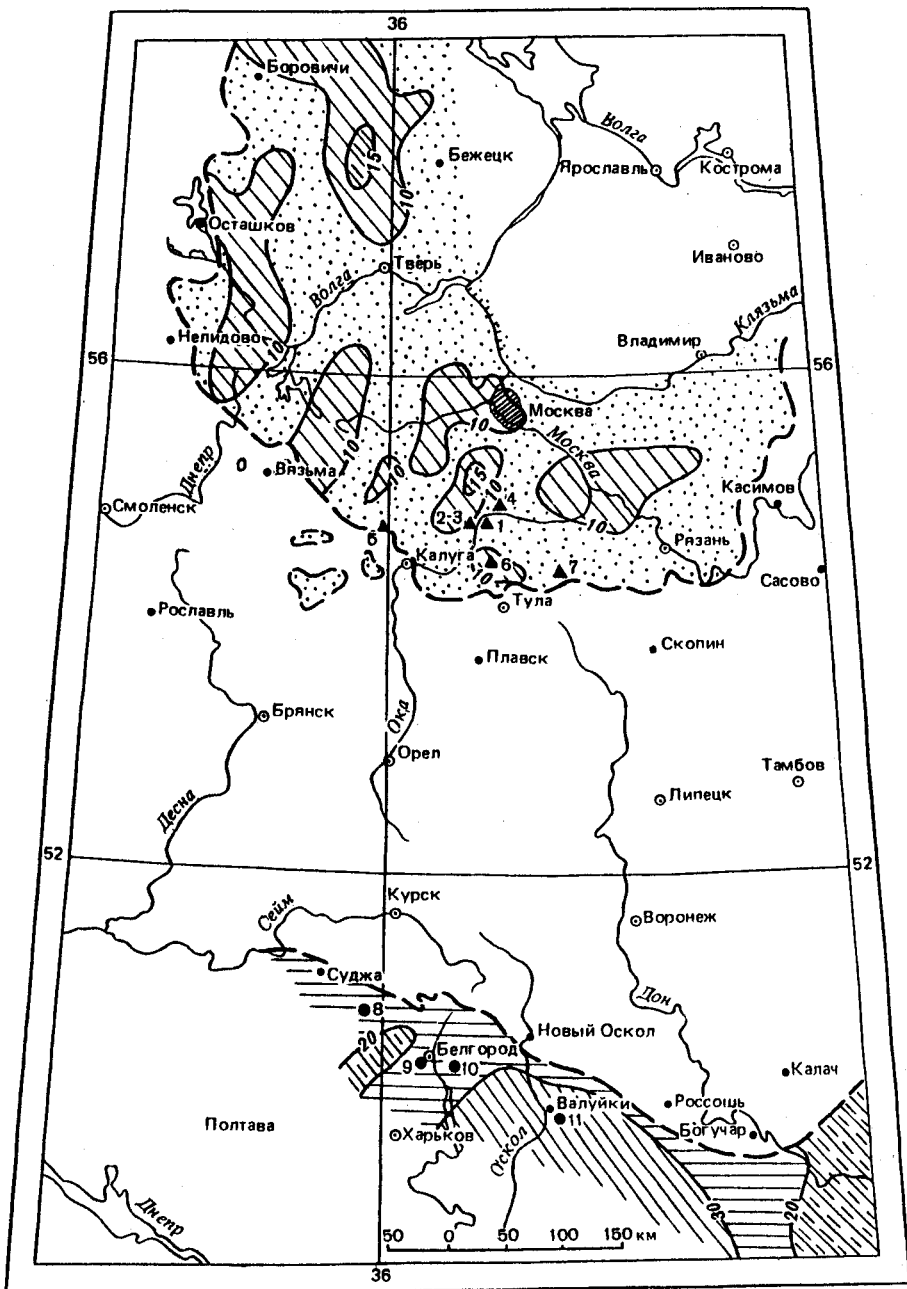 36
Боровичи
Волга
Бежецк
15
Ярославль
Кострома
10
Осташков
Иваново
Тверь
Волга
Клязьма
Нелидово
Владимир
10
56
56
Москва
10
Днепр
10
Москва
Вязьма
15
10
10
Касимов
Смоленск
4
2-3
1
10
5
Рязань
Калуга
6
7
10
Сасово
Тула
Рославль
Скопин
Плавск
Брянск
Ока
Орел
Тамбов
Липецк
Десна
52
52
Курск
Сейм
Воронеж
Суджа
Дон
8
Новый Оскол
20
Белгород
9
10
Калач
Валуйки
Россошь
11
Полтава
Харьков
Богучар
Оскол
Днепр
30
20
50 0 50 100 150 км
36